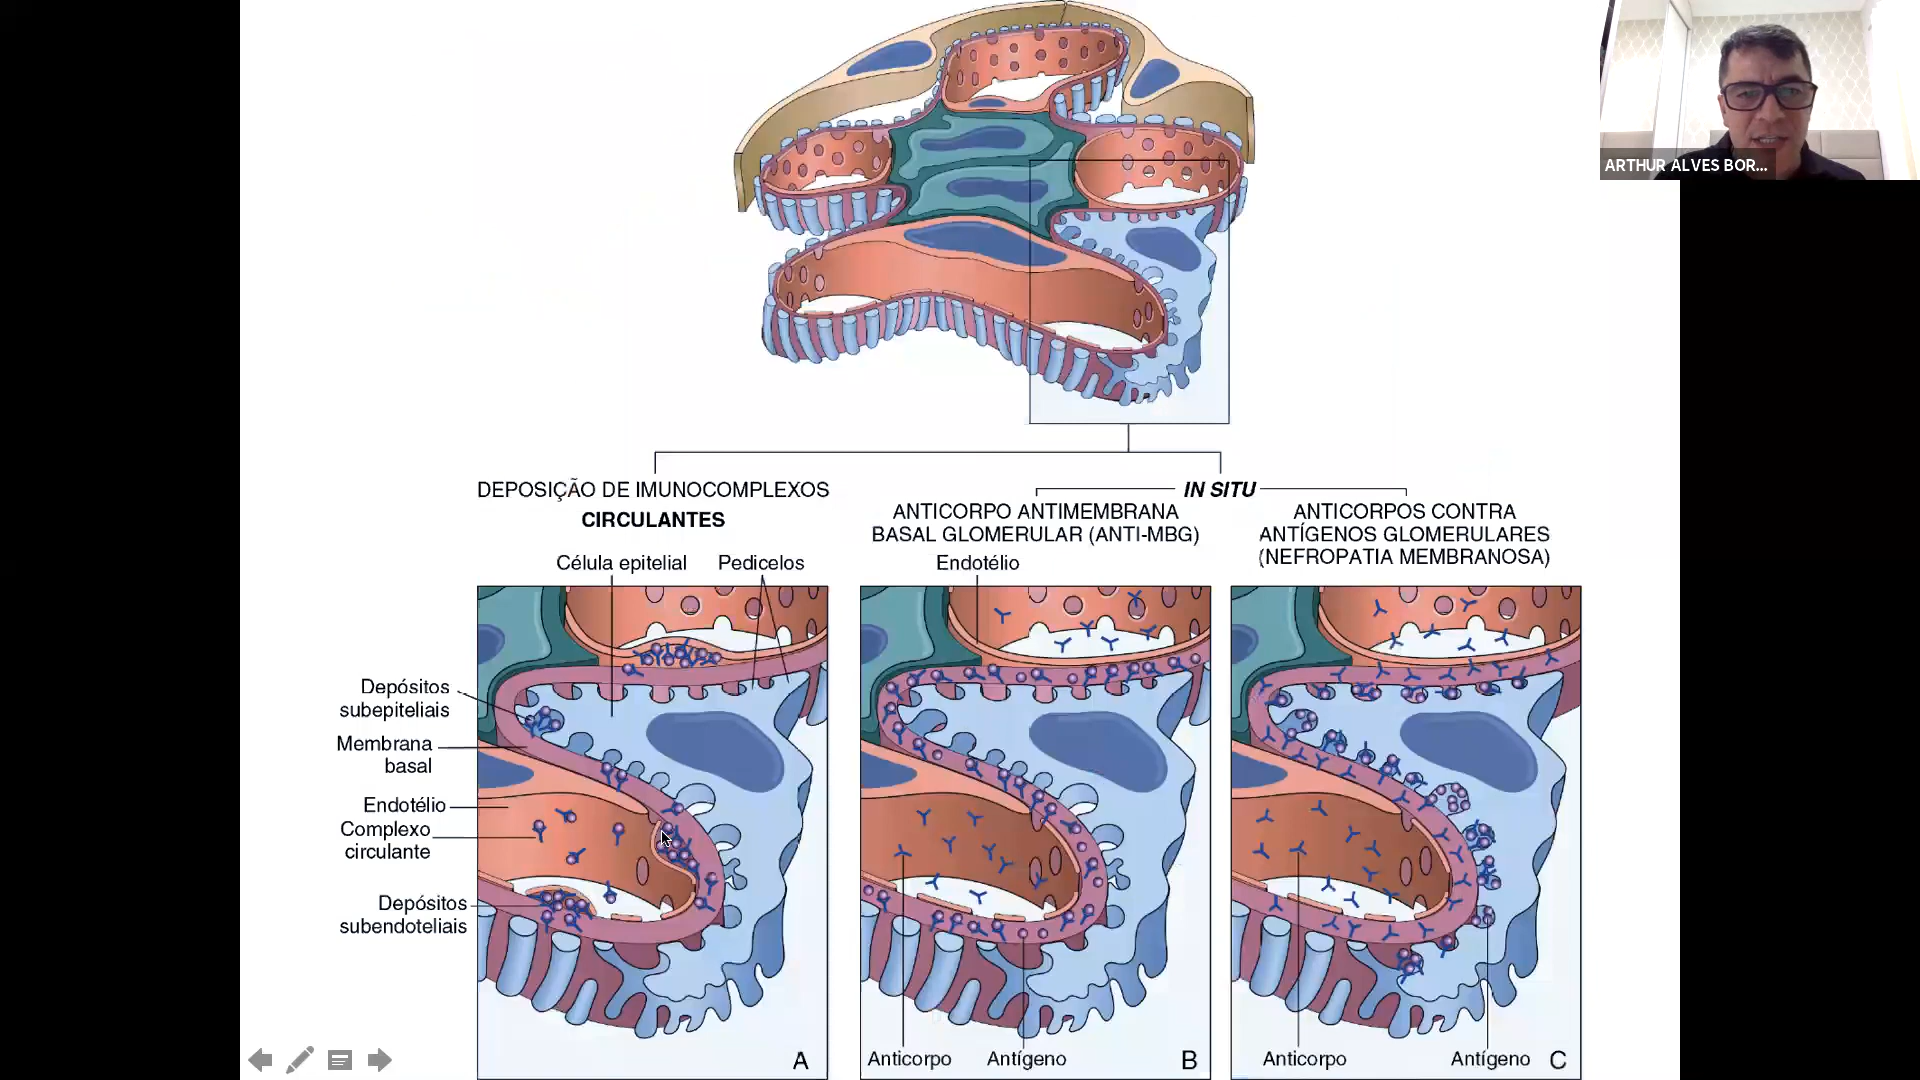 ARTHUR ALVES BOR...
DEPOSIÇÃO DE IMUNOCOMPLEXOS
CIRCULANTES
IN SITU
ANTICORPO ANTIMEMBRANA
BASAL GLOMERULAR (ANTI-MBG)
ANTICORPOS CONTRA
ANTÍGENOS GLOMERULARES
(NEFROPATIA MEMBRANOSA)
Célula epitelial
Pedicelos
Endotélio
Depósitos
subepiteliais
Membrana
basal
Endotélio
Complexo
circulante
Depósitos
subendoteliais
A
Anticorpo
Antígeno
B
Anticorpo
Antígeno
C